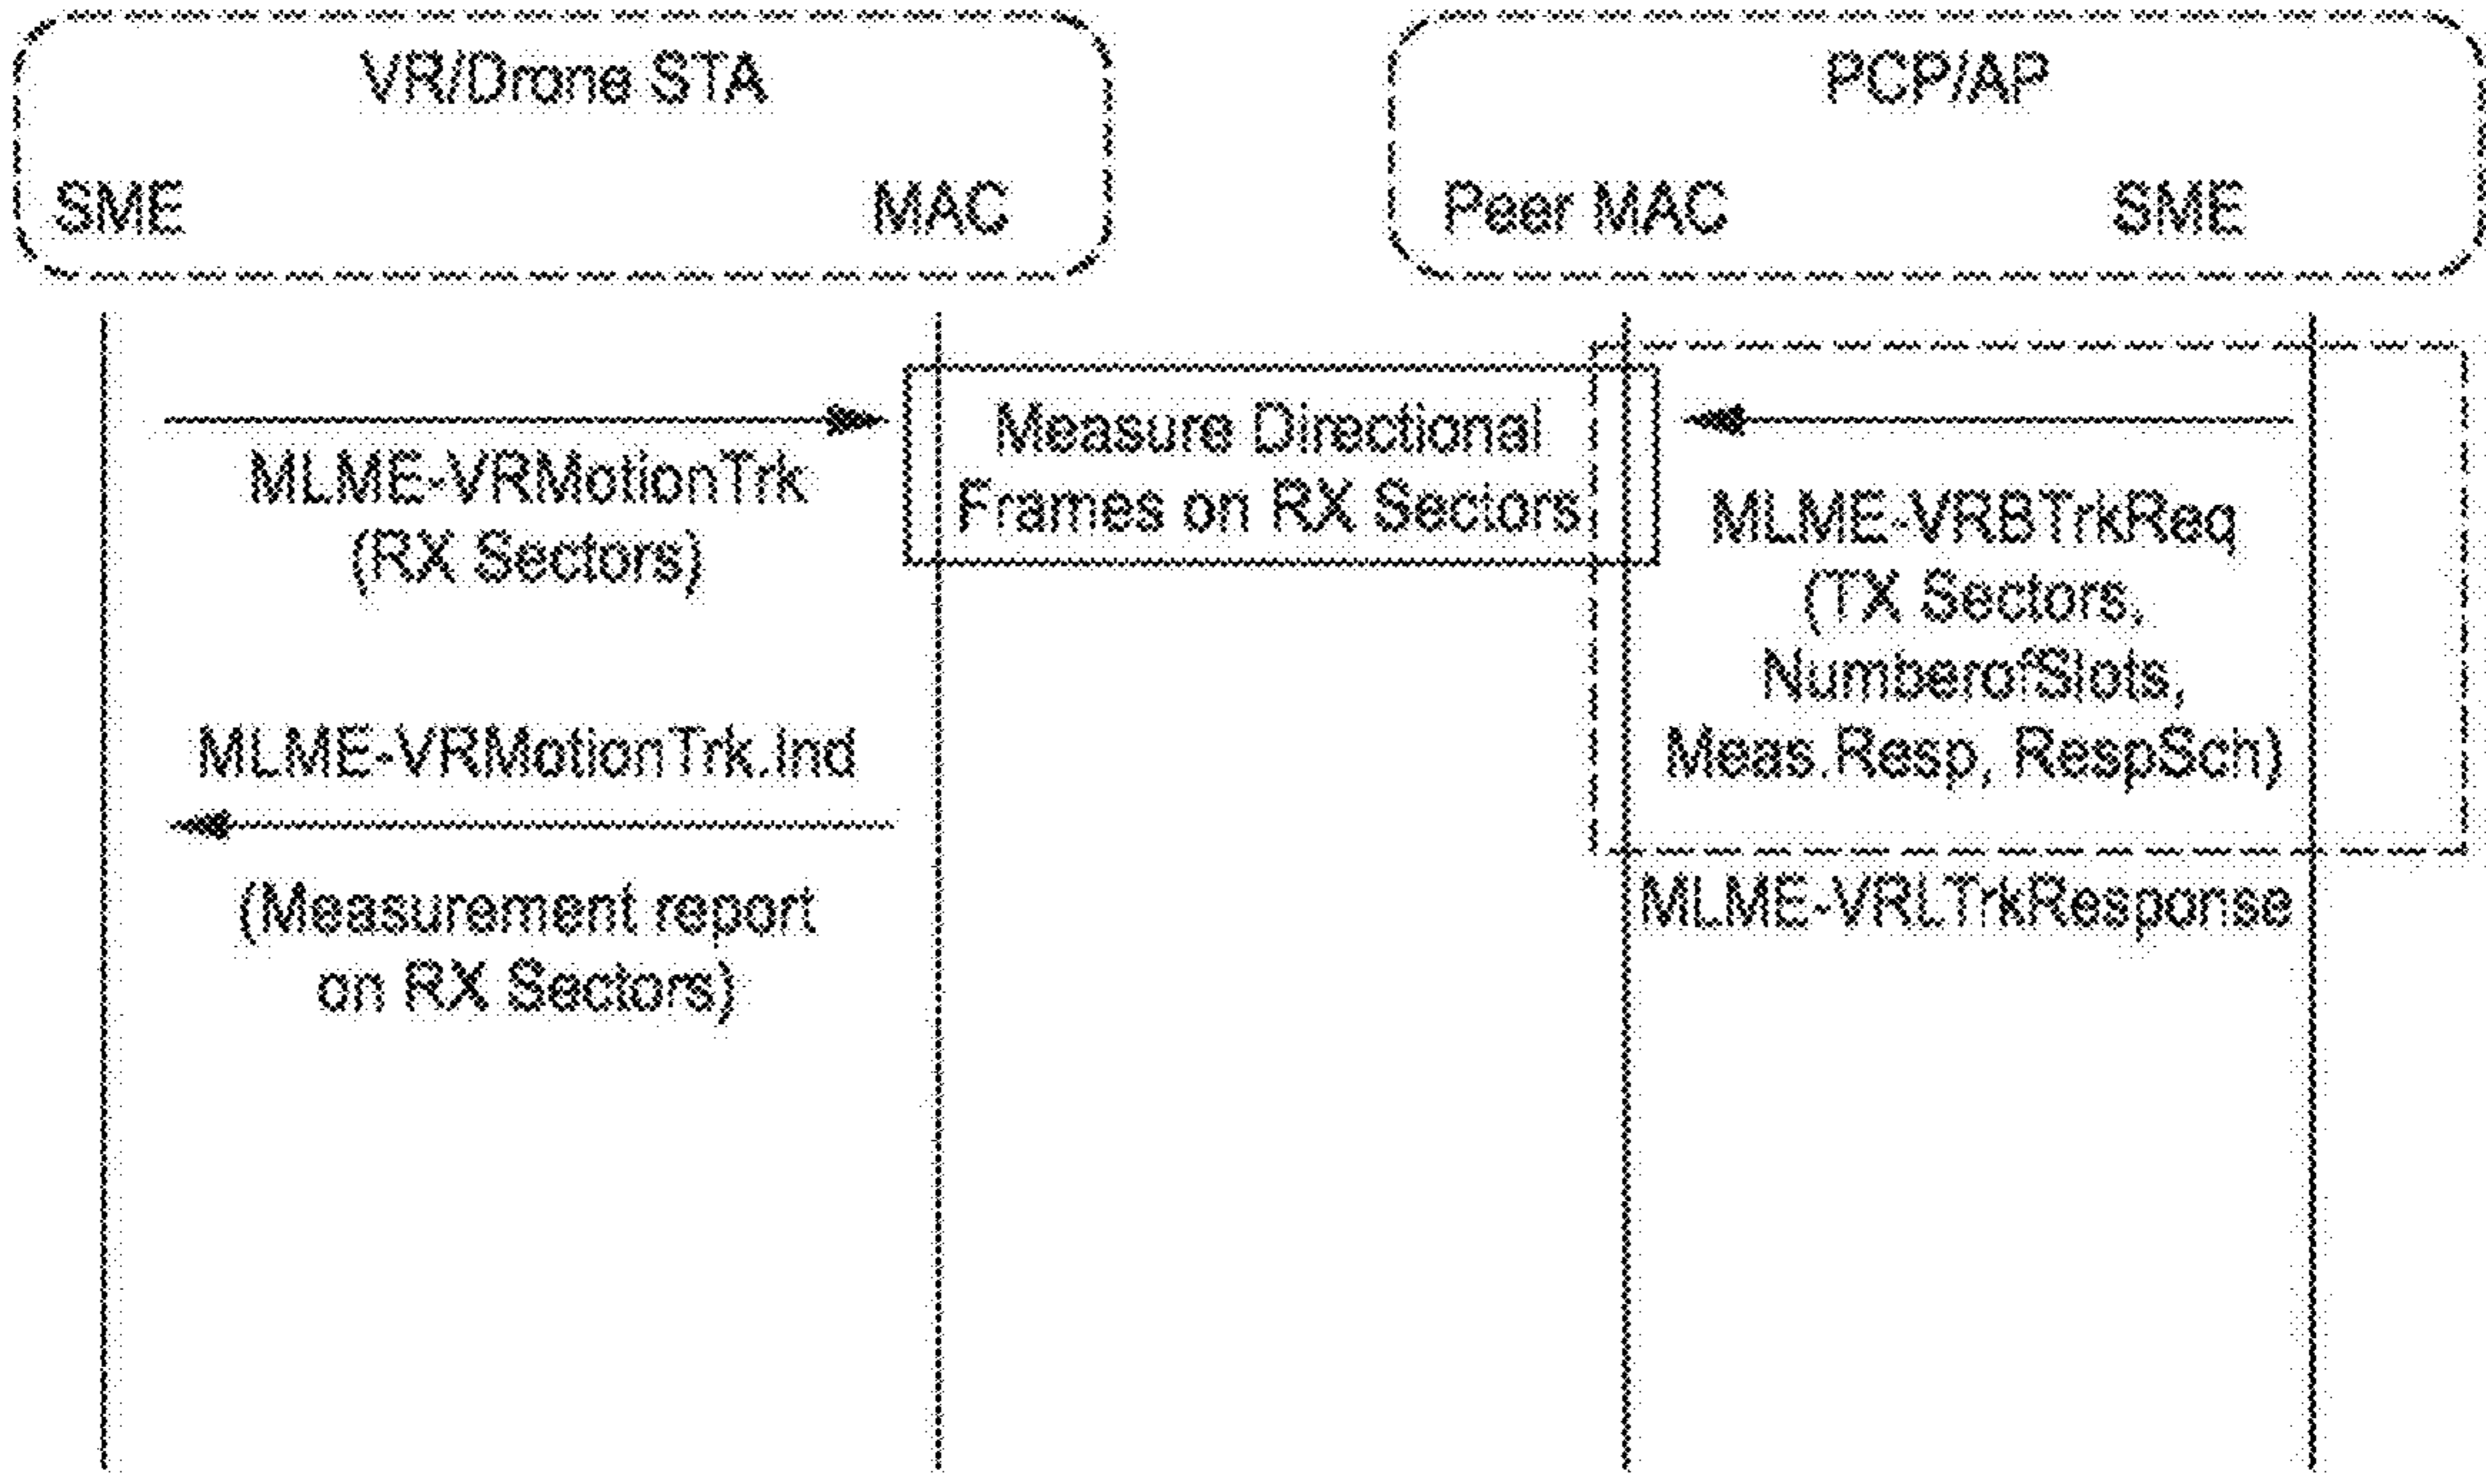 VR/Drone STA
SME
MAC
PCP/AP
Peer MAC
SME
MLME-VRMotionTrk
(RX Sectors)
Measure Directional
Frames on RX Sectors
MLME-VRBTrkReq
(TX Sectors,
NumberofSlots,
Meas.Resp, RespSch)
MLME-VRMotionTrk.Ind
(Measurement report
on RX Sectors)
MLME-VRLTrkResponse